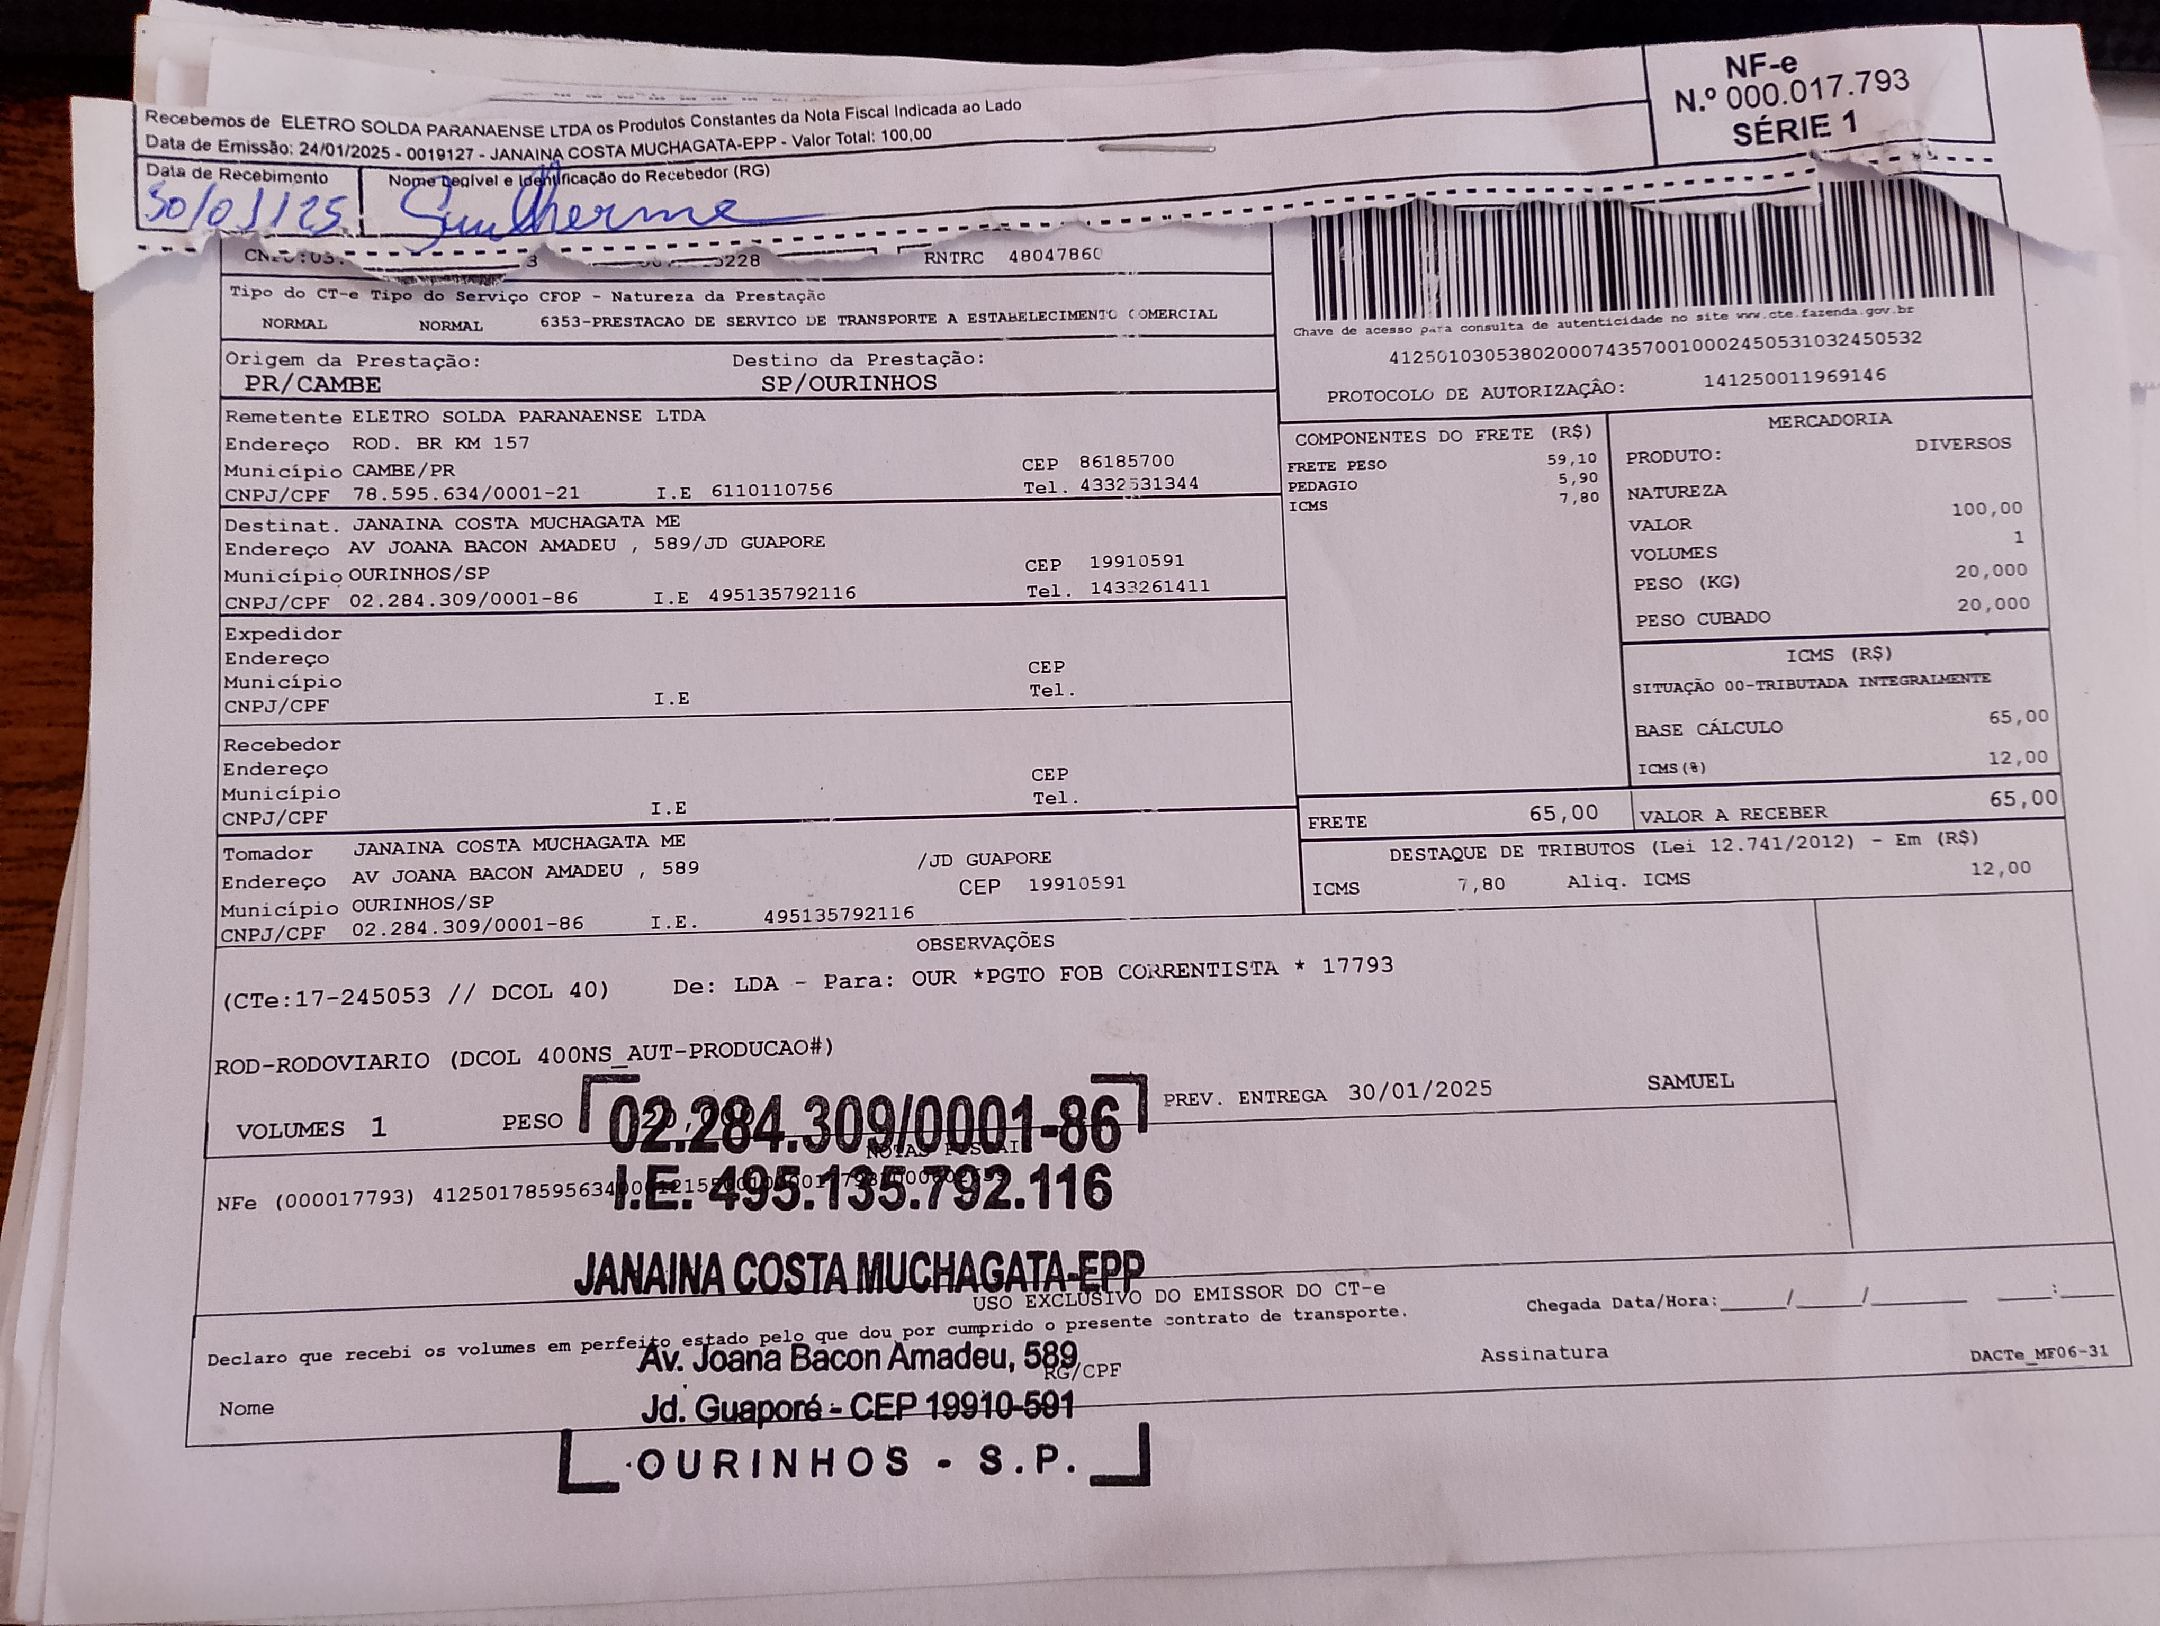 Recebemos de ELETRO SOLDA PARANAENSE LTDA os Produtos Constantes da Nota Fiscal Indicada ao Lado
Data de Emissão: 24/01/2025 - 0019127 - JANAINA COSTA MUCHAGATA-EPP - Valor Total: 100,00
NF-e
N.º 000.017.793
SÉRIE 1
Data de Recebimento
30/01/25
Nome Legível e Identificação do Recebedor (RG)
Guilherme
RNTRC 48047860
Tipo do CT-e Tipo do Serviço CFOP - Natureza da Prestação
NORMAL NORMAL 6353-PRESTACAO DE SERVICO DE TRANSPORTE A ESTABELECIMENTO COMERCIAL
Origem da Prestação: Destino da Prestação:
PR/CAMBE SP/OURINHOS
Remetente ELETRO SOLDA PARANAENSE LTDA
Endereço ROD. BR KM 157
Município CAMBE/PR CEP 86185700
CNPJ/CPF 78.595.634/0001-21 I.E 6110110756 Tel. 4332531344
Destinat. JANAINA COSTA MUCHAGATA ME
Endereço AV JOANA BACON AMADEU , 589/JD GUAPORE
Município OURINHOS/SP CEP 19910591
CNPJ/CPF 02.284.309/0001-86 I.E 495135792116 Tel. 1433261411
Expedidor
Endereço
Município CEP
CNPJ/CPF I.E Tel.
Recebedor
Endereço
Município CEP
CNPJ/CPF I.E Tel.
Tomador JANAINA COSTA MUCHAGATA ME
Endereço AV JOANA BACON AMADEU , 589 /JD GUAPORE
Município OURINHOS/SP CEP 19910591
CNPJ/CPF 02.284.309/0001-86 I.E. 495135792116
Chave de acesso para consulta de autenticidade no site www.cte.fazenda.gov.br
41250103053802000743570010002450531032450532
PROTOCOLO DE AUTORIZAÇÃO: 141250011969146
COMPONENTES DO FRETE (R$)
FRETE PESO 59,10
PEDAGIO 5,90
ICMS 7,80
MERCADORIA
PRODUTO: DIVERSOS
NATUREZA
VALOR 100,00
VOLUMES 1
PESO (KG) 20,000
PESO CUBADO 20,000
ICMS (R$)
SITUAÇÃO 00-TRIBUTADA INTEGRALMENTE
BASE CÁLCULO 65,00
ICMS(%) 12,00
FRETE 65,00 VALOR A RECEBER 65,00
DESTAQUE DE TRIBUTOS (Lei 12.741/2012) - Em (R$)
ICMS 7,80 Aliq. ICMS 12,00
OBSERVAÇÕES
(CTe:17-245053 // DCOL 40) De: LDA - Para: OUR *PGTO FOB CORRENTISTA * 17793
ROD-RODOVIARIO (DCOL 400NS_AUT-PRODUCAO#)
VOLUMES 1 PESO PREV. ENTREGA 30/01/2025 SAMUEL
02.284.309/0001-86
NFe (000017793)
I.E. 495.135.792.116
JANAINA COSTA MUCHAGATA-EPP
USO EXCLUSIVO DO EMISSOR DO CT-e
Declaro que recebi os volumes em perfeito estado pelo que dou por cumprido o presente contrato de transporte.
Chegada Data/Hora:_____/_____/_______ ____:____
Av. Joana Bacon Amadeu, 589
RG/CPF Assinatura DACTe_MF06-31
Nome
Jd. Guaporé - CEP 19910-591
OURINHOS - S.P.